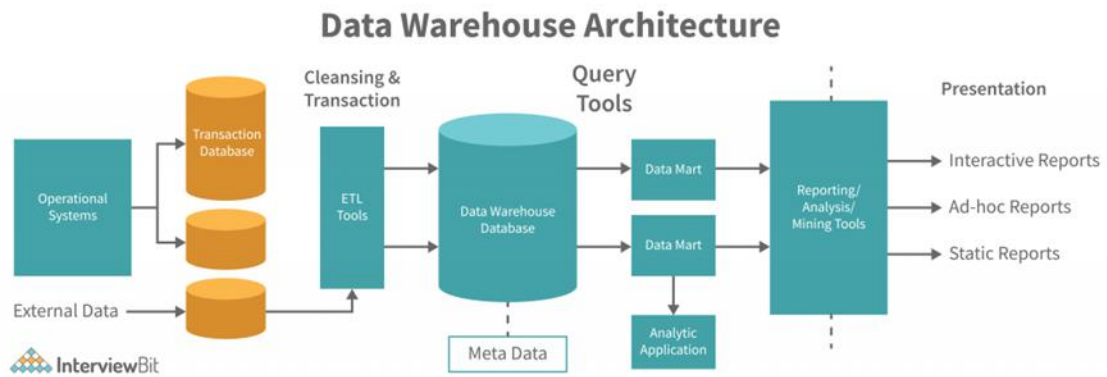 Data Warehouse Architecture
Cleansing &
Transaction
Query
Tools
Presentation
Operational
Systems
Transaction
Database
External Data
ETL
Tools
Data Warehouse
Database
Meta Data
Data Mart
Data Mart
Analytic
Application
Reporting/
Analysis/
Mining Tools
Interactive Reports
Ad-hoc Reports
Static Reports
InterviewBit